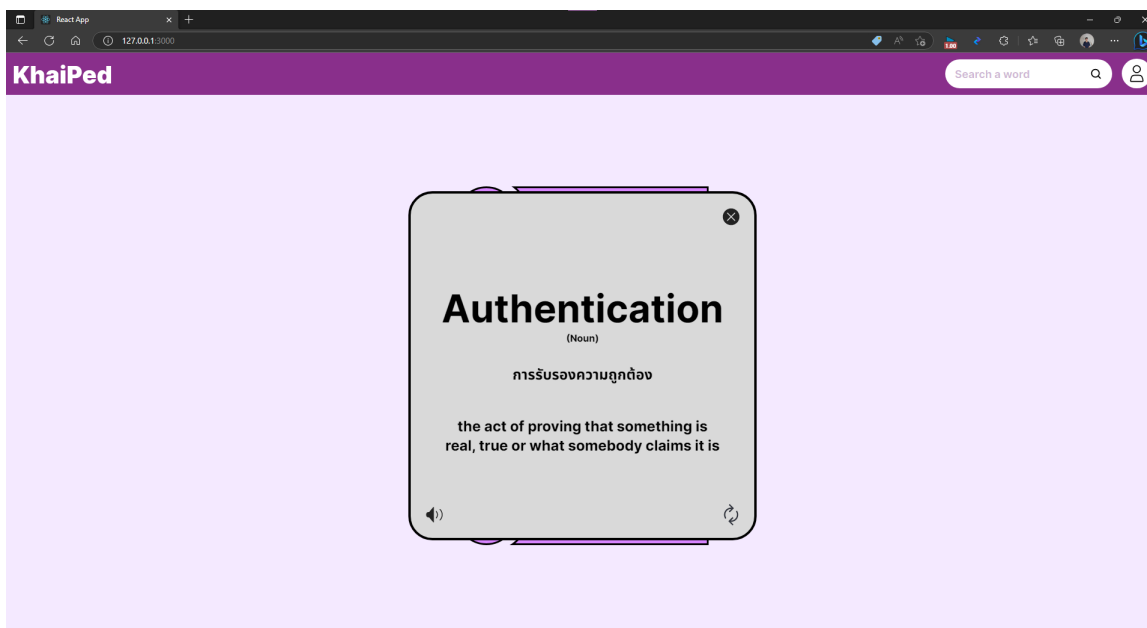 React App
127.0.0.1:3000
1.00
KhaiPed
Search a word
Authentication
(Noun)
การรับรองความถูกต้อง
the act of proving that something is
real, true or what somebody claims it is